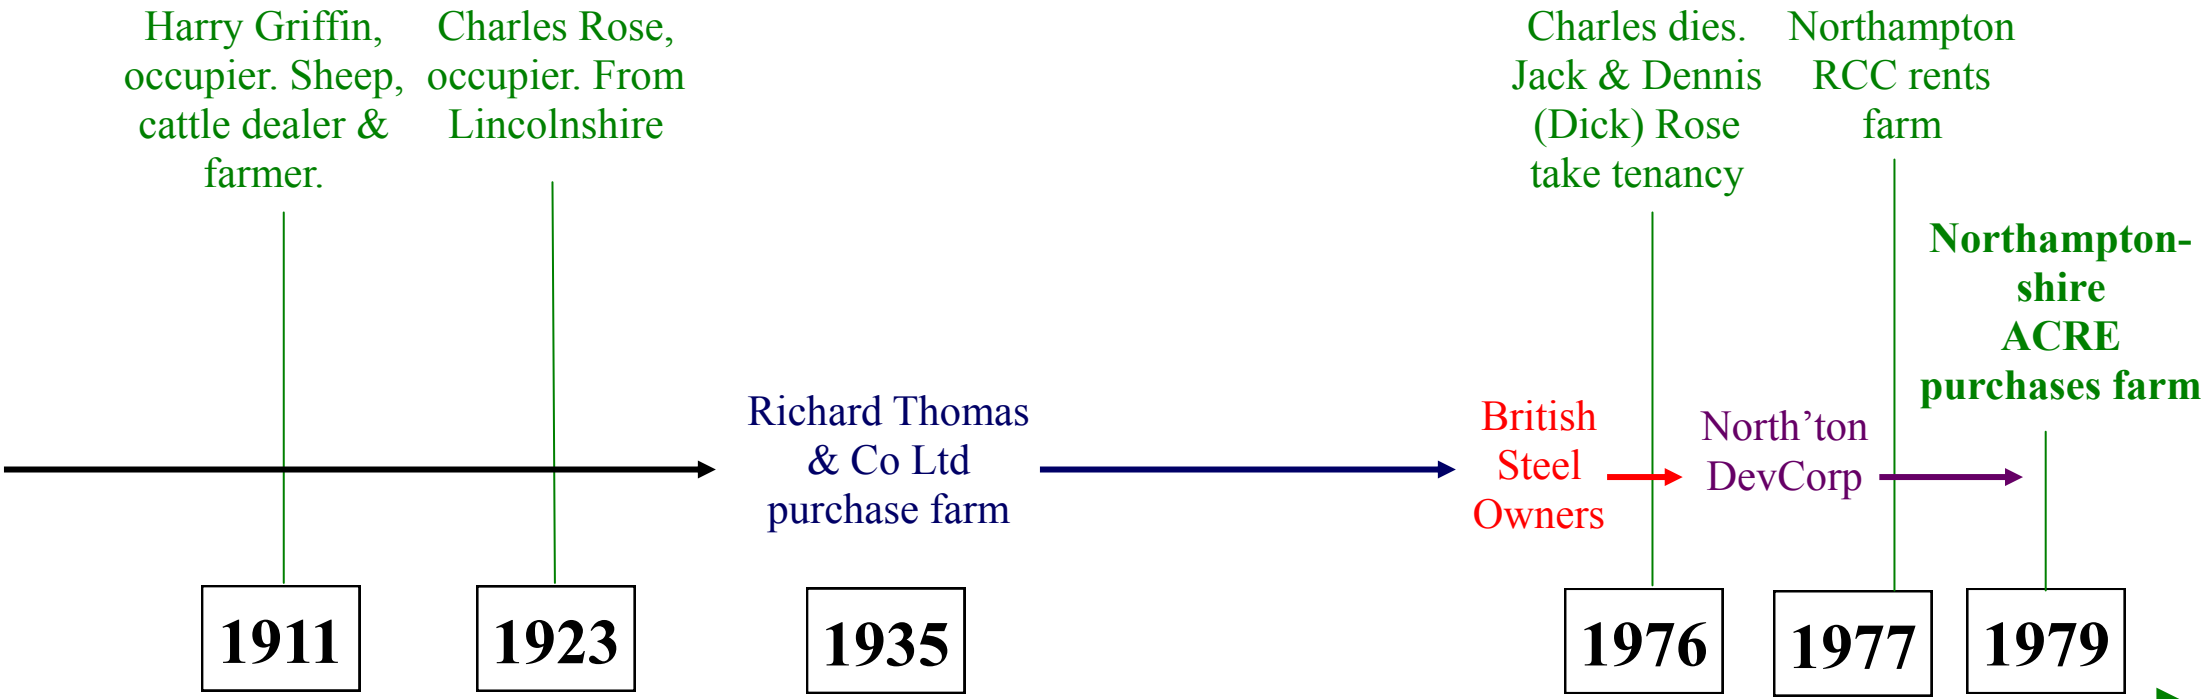 Harry Griffin,
occupier. Sheep,
cattle dealer &
farmer.
Charles Rose,
occupier. From
Lincolnshire
Charles dies.
Jack & Dennis
(Dick) Rose
take tenancy
Northampton
RCC rents
farm
Northampton-
shire
ACRE
purchases farm
Richard Thomas
& Co Ltd
purchase farm
British
Steel
Owners
North’ton
DevCorp
1911
1923
1935
1976
1977
1979